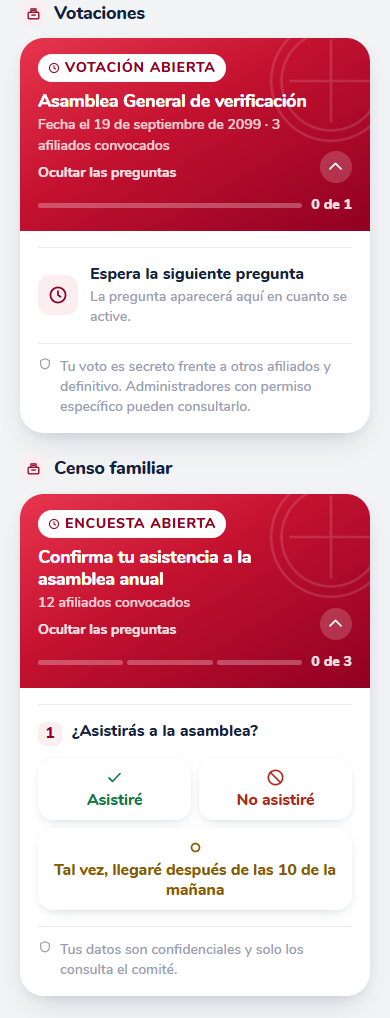 Votaciones
VOTACIÓN ABIERTA
Asamblea General de verificación
Fecha el 19 de septiembre de 2099 · 3
afiliados convocados
Ocultar las preguntas
0 de 1
Espera la siguiente pregunta
La pregunta aparecerá aquí en cuanto se
active.
Tu voto es secreto frente a otros afiliados y
definitivo. Administradores con permiso
específico pueden consultarlo.
Censo familiar
ENCUESTA ABIERTA
Confirma tu asistencia a la
asamblea anual
12 afiliados convocados
Ocultar las preguntas
0 de 3
1 ¿Asistirás a la asamblea?
Asistiré
No asistiré
Tal vez, llegaré después de las 10 de la
mañana
Tus datos son confidenciales y solo los
consulta el comité.